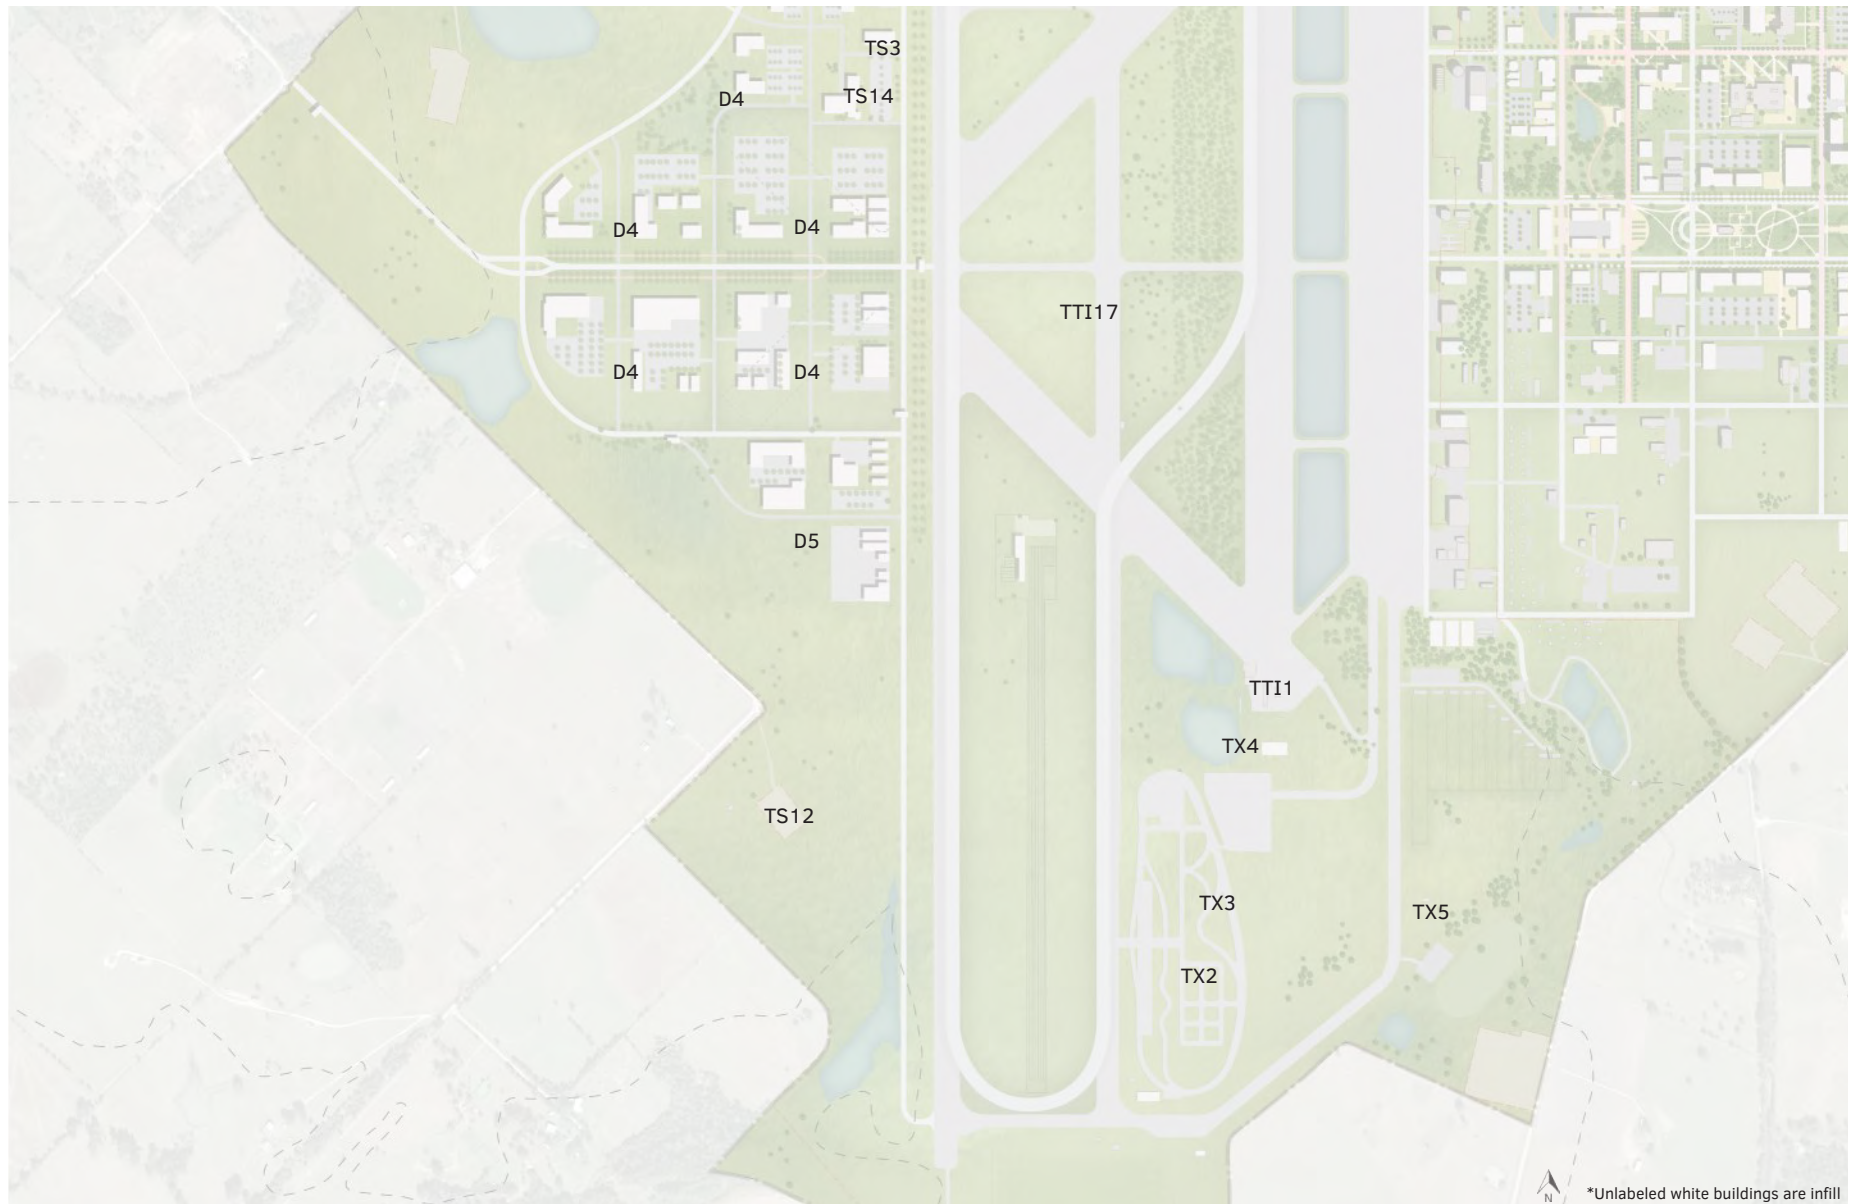 TS3
TS14
D4
D4
D4
TTI17
D4
D4
D5
TTI1
TX4
TS12
TX3
TX5
TX2
N
*Unlabeled white buildings are infill